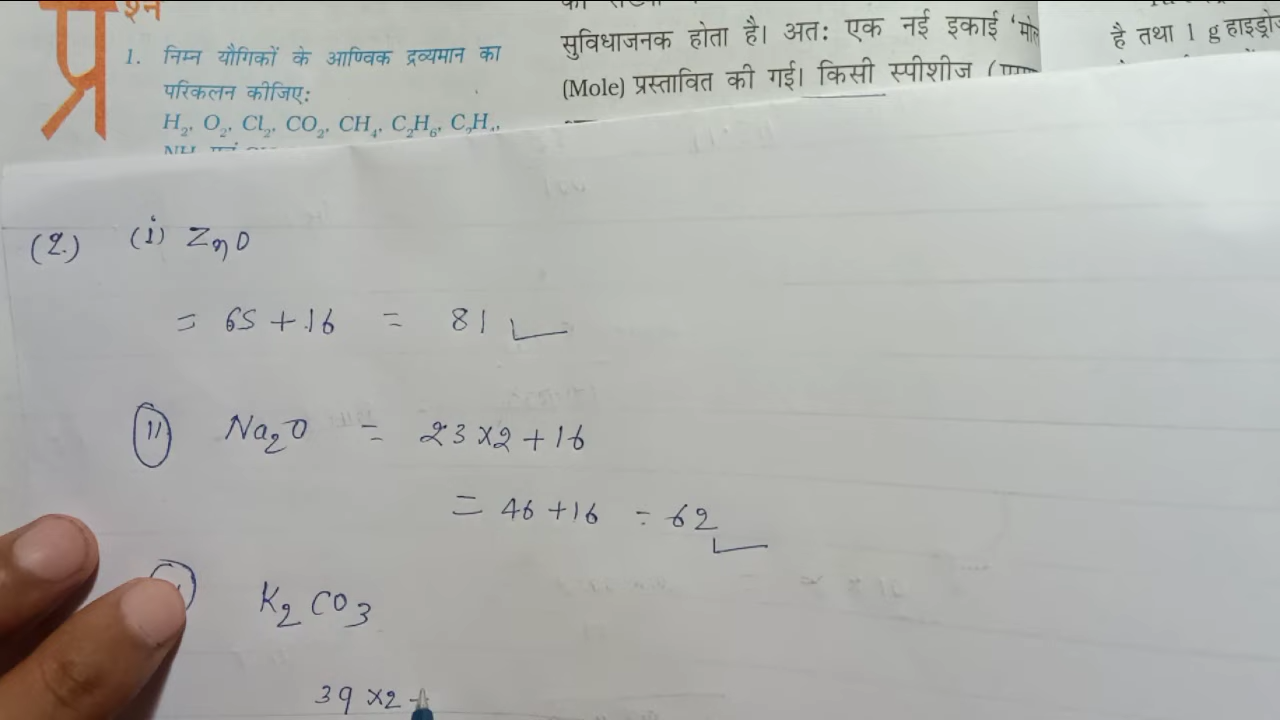 प्रश्न
1. निम्न यौगिकों के आण्विक द्रव्यमान का
परिकलन कीजिए:
H₂, O₂, Cl₂, CO₂, CH₄, C₂H₆, C₂H₄,
सुविधाजनक होता है। अतः एक नई इकाई ‘मोल
(Mole) प्रस्तावित की गई। किसी स्पीशीज (
है तथा 1 g हाइड्रो
(2.) (i) ZnO
= 65 + 16 = 81
(ii) Na₂O = 23 × 2 + 16
= 46 + 16 = 62
K₂CO₃
39 × 2 +